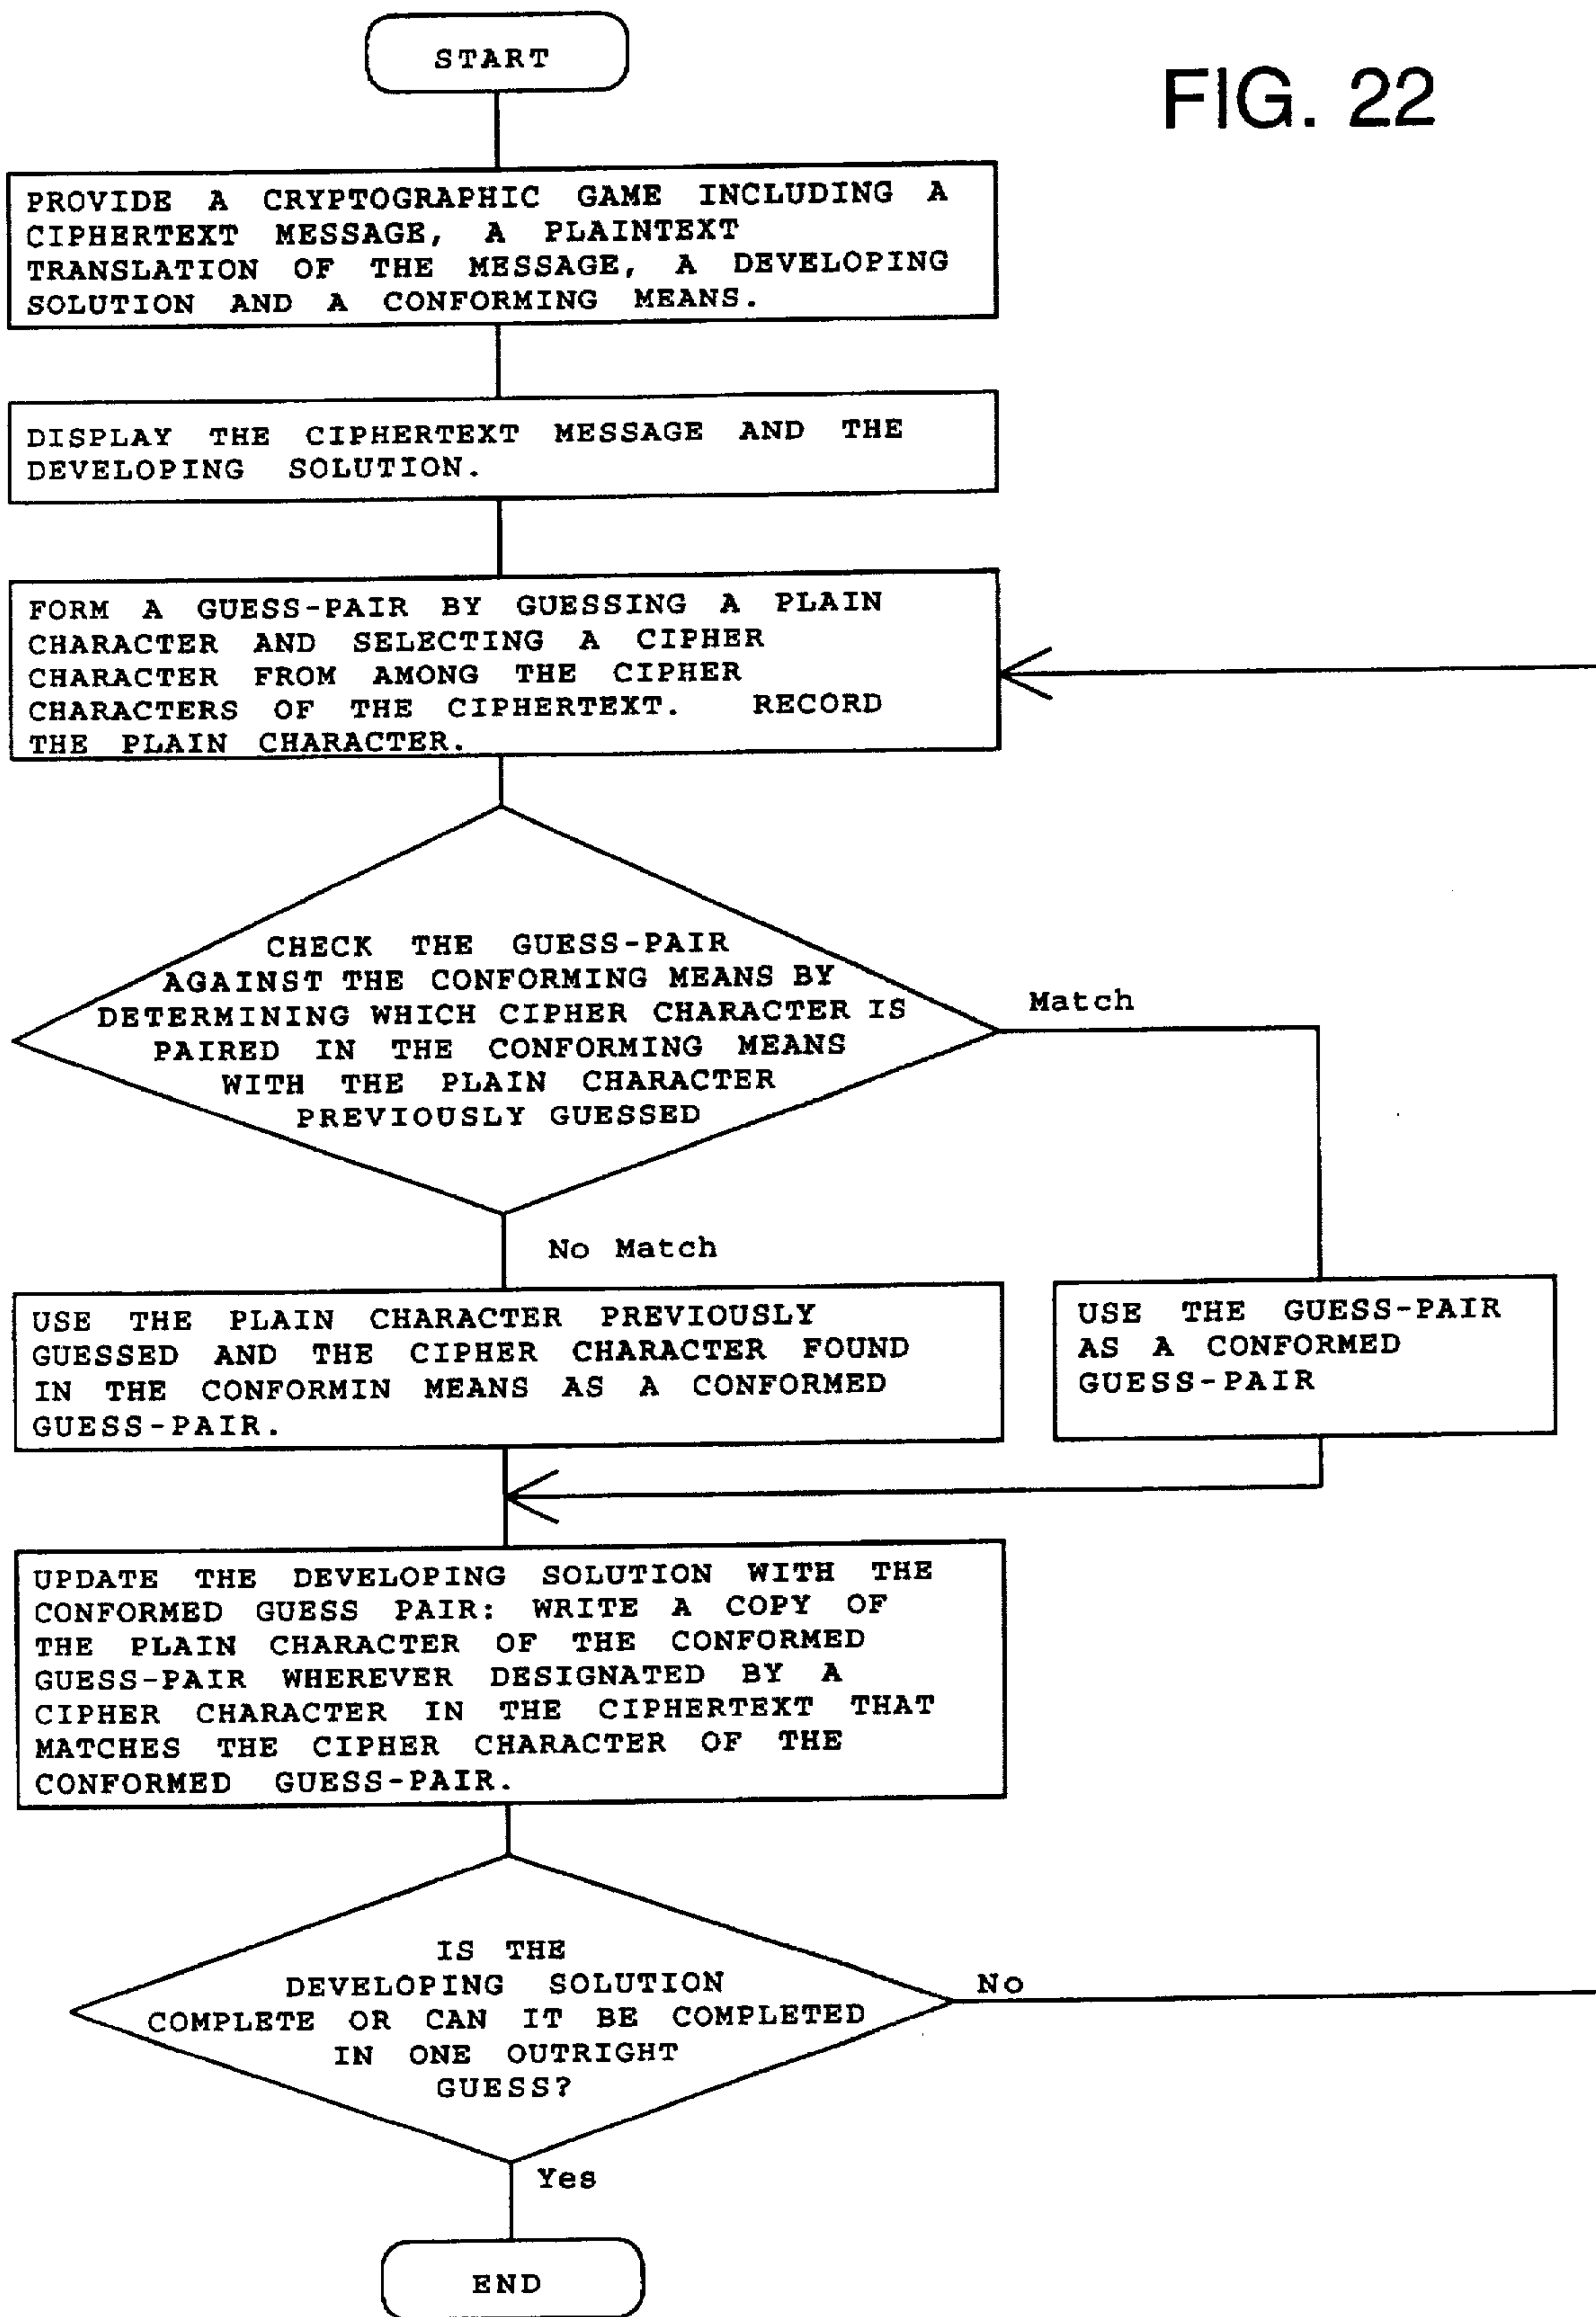 START
FIG. 22
PROVIDE A CRYPTOGRAPHIC GAME INCLUDING A
CIPHERTEXT MESSAGE, A PLAINTEXT
TRANSLATION OF THE MESSAGE, A DEVELOPING
SOLUTION AND A CONFORMING MEANS.
DISPLAY THE CIPHERTEXT MESSAGE AND THE
DEVELOPING SOLUTION.
FORM A GUESS-PAIR BY GUESSING A PLAIN
CHARACTER AND SELECTING A CIPHER
CHARACTER FROM AMONG THE CIPHER
CHARACTERS OF THE CIPHERTEXT. RECORD
THE PLAIN CHARACTER.
CHECK THE GUESS-PAIR
AGAINST THE CONFORMING MEANS BY
DETERMINING WHICH CIPHER CHARACTER IS
PAIRED IN THE CONFORMING MEANS
WITH THE PLAIN CHARACTER
PREVIOUSLY GUESSED
Match
No Match
USE THE PLAIN CHARACTER PREVIOUSLY
GUESSED AND THE CIPHER CHARACTER FOUND
IN THE CONFORMIN MEANS AS A CONFORMED
GUESS-PAIR.
USE THE GUESS-PAIR
AS A CONFORMED
GUESS-PAIR
UPDATE THE DEVELOPING SOLUTION WITH THE
CONFORMED GUESS PAIR: WRITE A COPY OF
THE PLAIN CHARACTER OF THE CONFORMED
GUESS-PAIR WHEREVER DESIGNATED BY A
CIPHER CHARACTER IN THE CIPHERTEXT THAT
MATCHES THE CIPHER CHARACTER OF THE
CONFORMED GUESS-PAIR.
IS THE
DEVELOPING SOLUTION
COMPLETE OR CAN IT BE COMPLETED
IN ONE OUTRIGHT
GUESS?
No
Yes
END